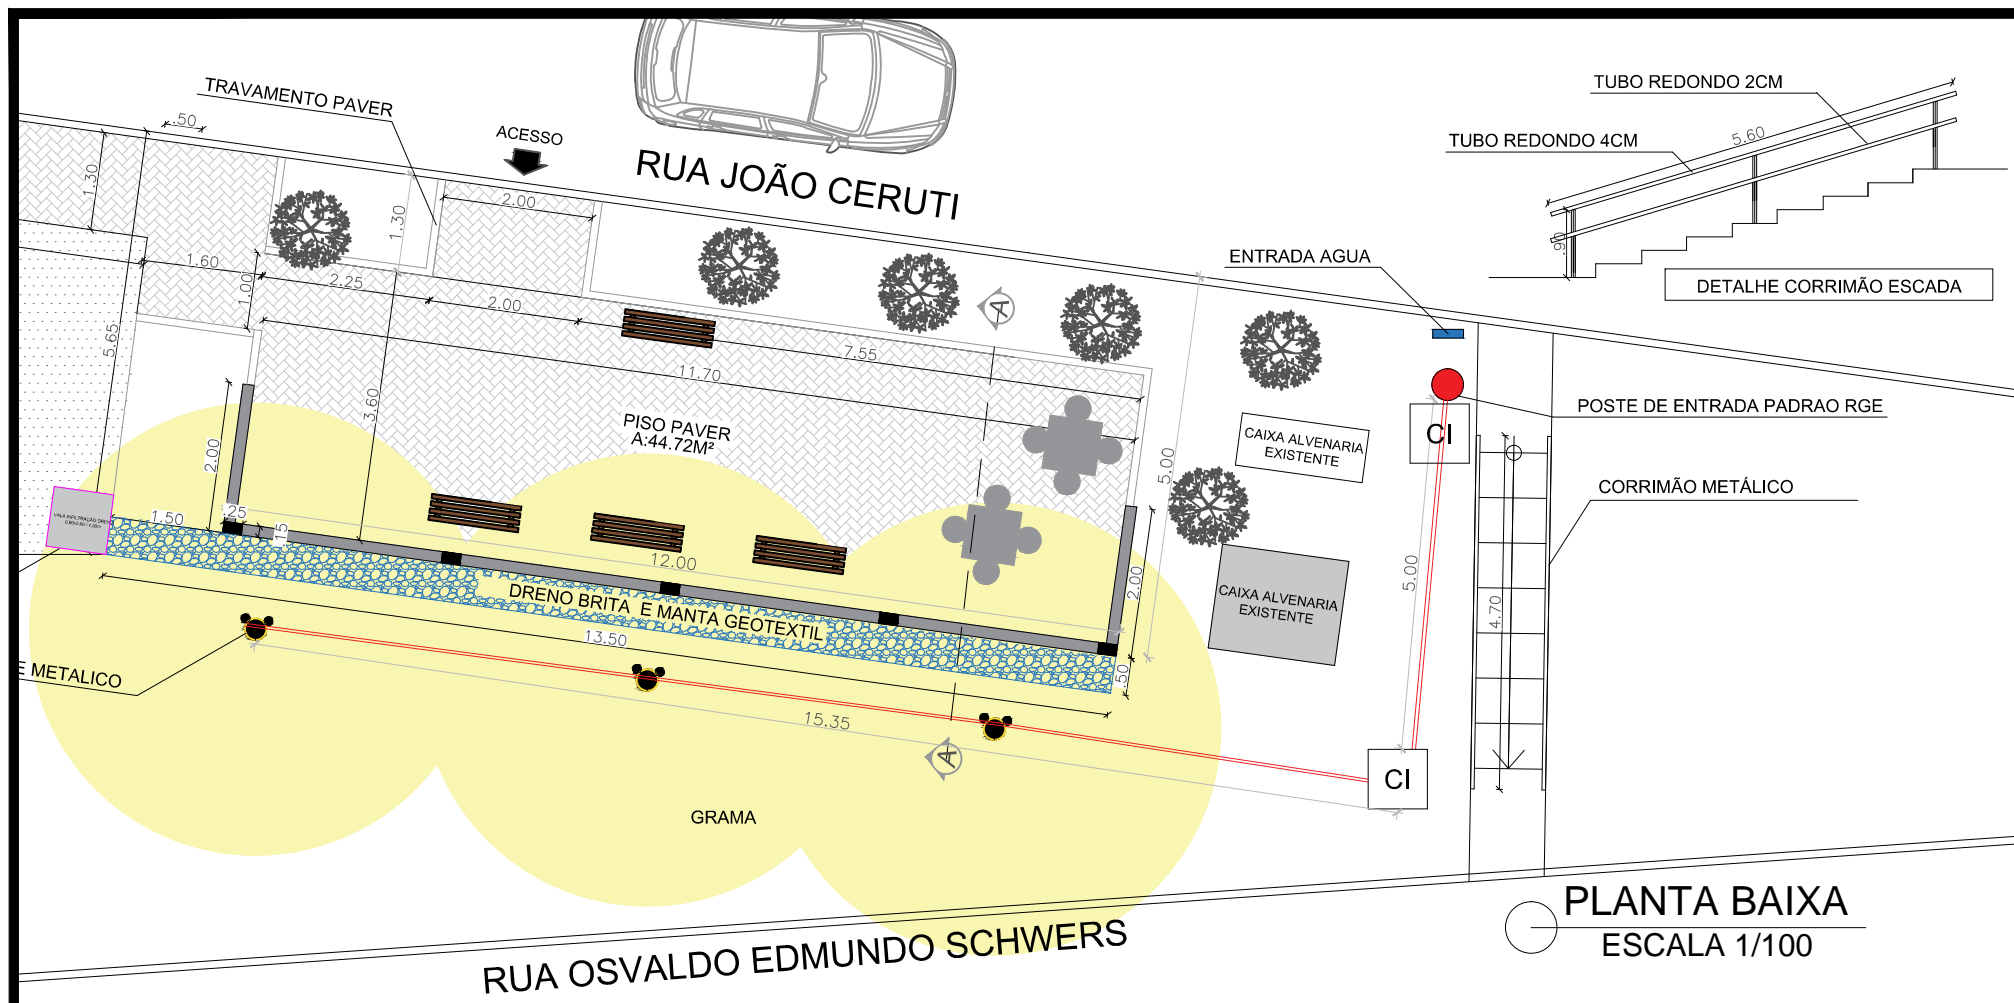 TRAVAMENTO PAVER
.50
ACESSO
RUA JOÃO CERUTI
TUBO REDONDO 2CM
TUBO REDONDO 4CM
5.60
.90
DETALHE CORRIMÃO ESCADA
1.30
1.30
2.00
ENTRADA AGUA
1.60
2.25
1.00
2.00
7.55
11.70
5.65
3.60
PISO PAVER
A:44.72M²
A
5.00
CAIXA ALVENARIA
EXISTENTE
CI
POSTE DE ENTRADA PADRAO RGE
CORRIMÃO METÁLICO
2.00
1.50
.25
.15
12.00
2.00
DRENO BRITA E MANTA GEOTEXTIL
13.50
.50
CAIXA ALVENARIA
EXISTENTE
5.00
4.70
E METALICO
15.35
A
CI
GRAMA
RUA OSVALDO EDMUNDO SCHWERS
PLANTA BAIXA
ESCALA 1/100